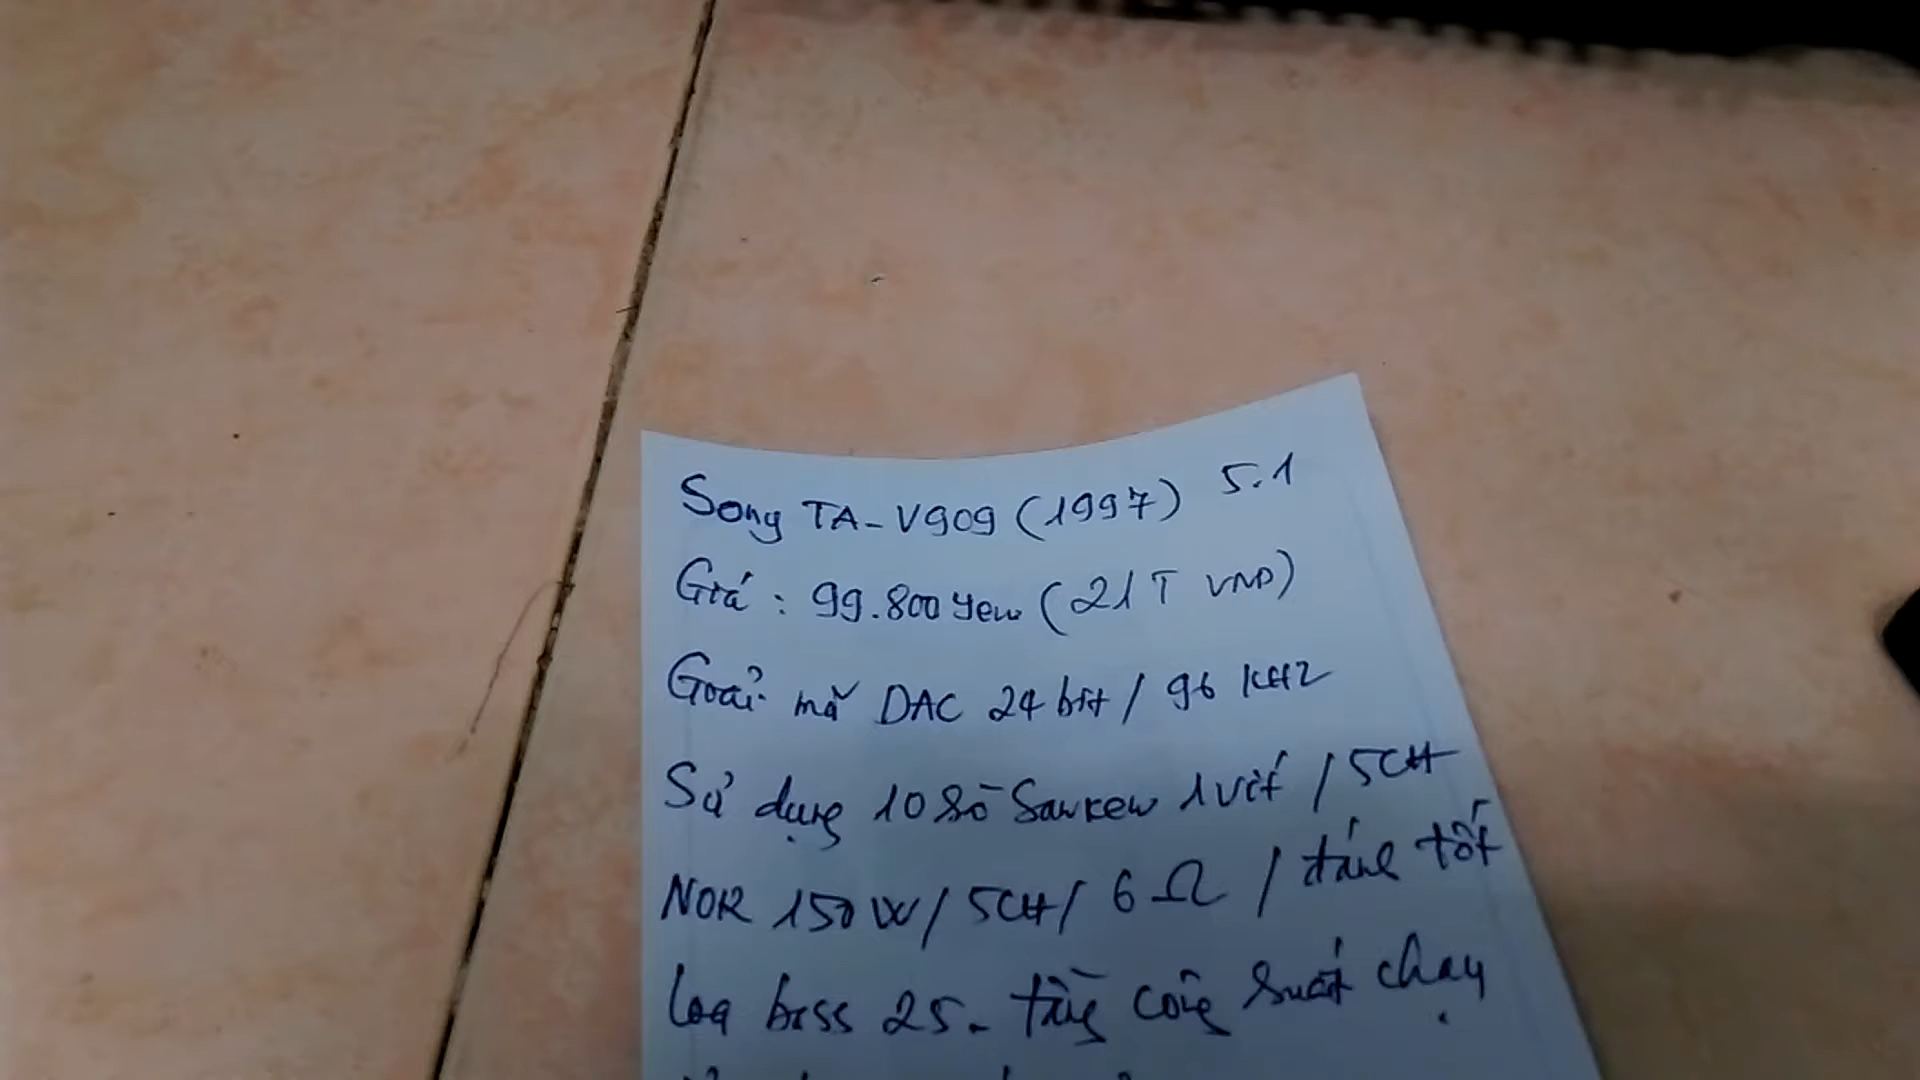 Sony TA-V909 (1997) 5.1
Giá: 99.800 yen (21T VND)
Giải mã DAC 24 bit / 96 KHZ
Sử dụng 10 sò Sanken 1 viết / 5CH
NOR 150W / 5CH / 6 Ω / đánh tốt
loa bass 25. tầng công suất chạy